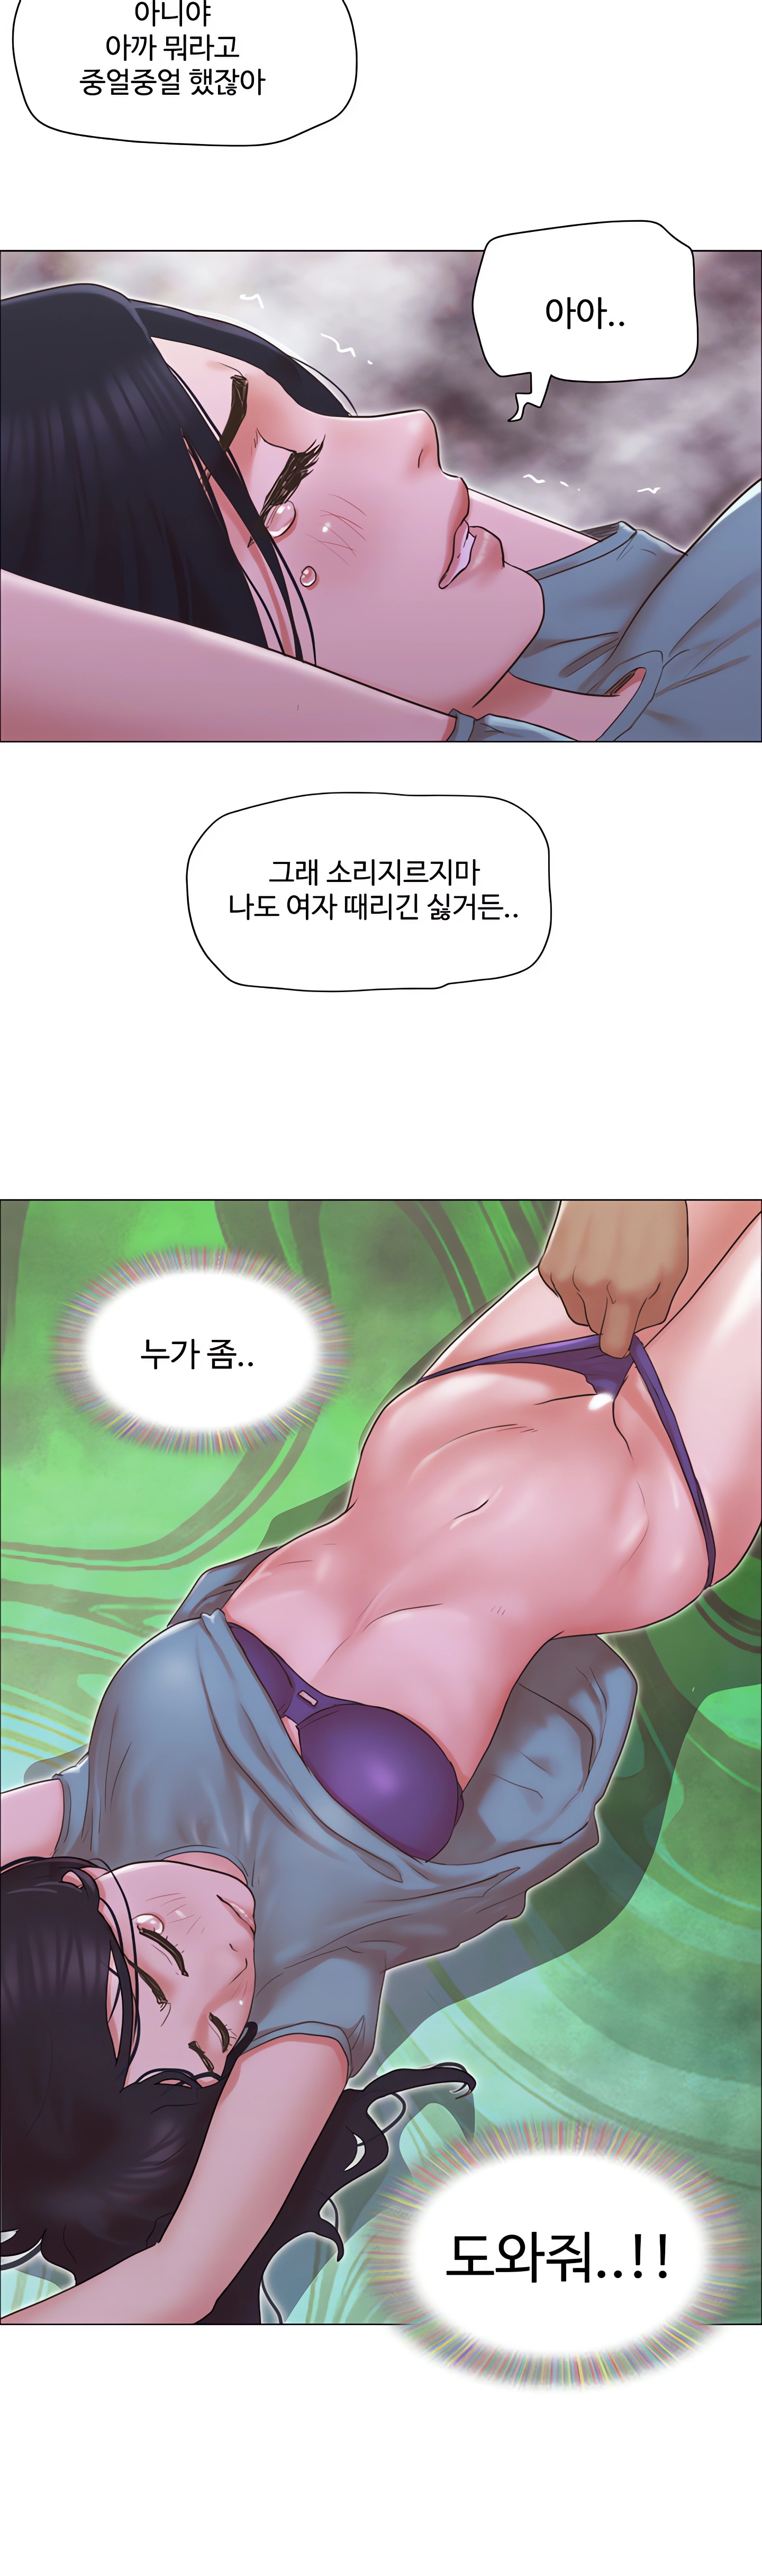 아니야
아까 뭐라고
중얼중얼 했잖아
아아..
그래 소리지르지마
나도 여자 때리긴 싫거든..
누가 좀..
도와줘..!!